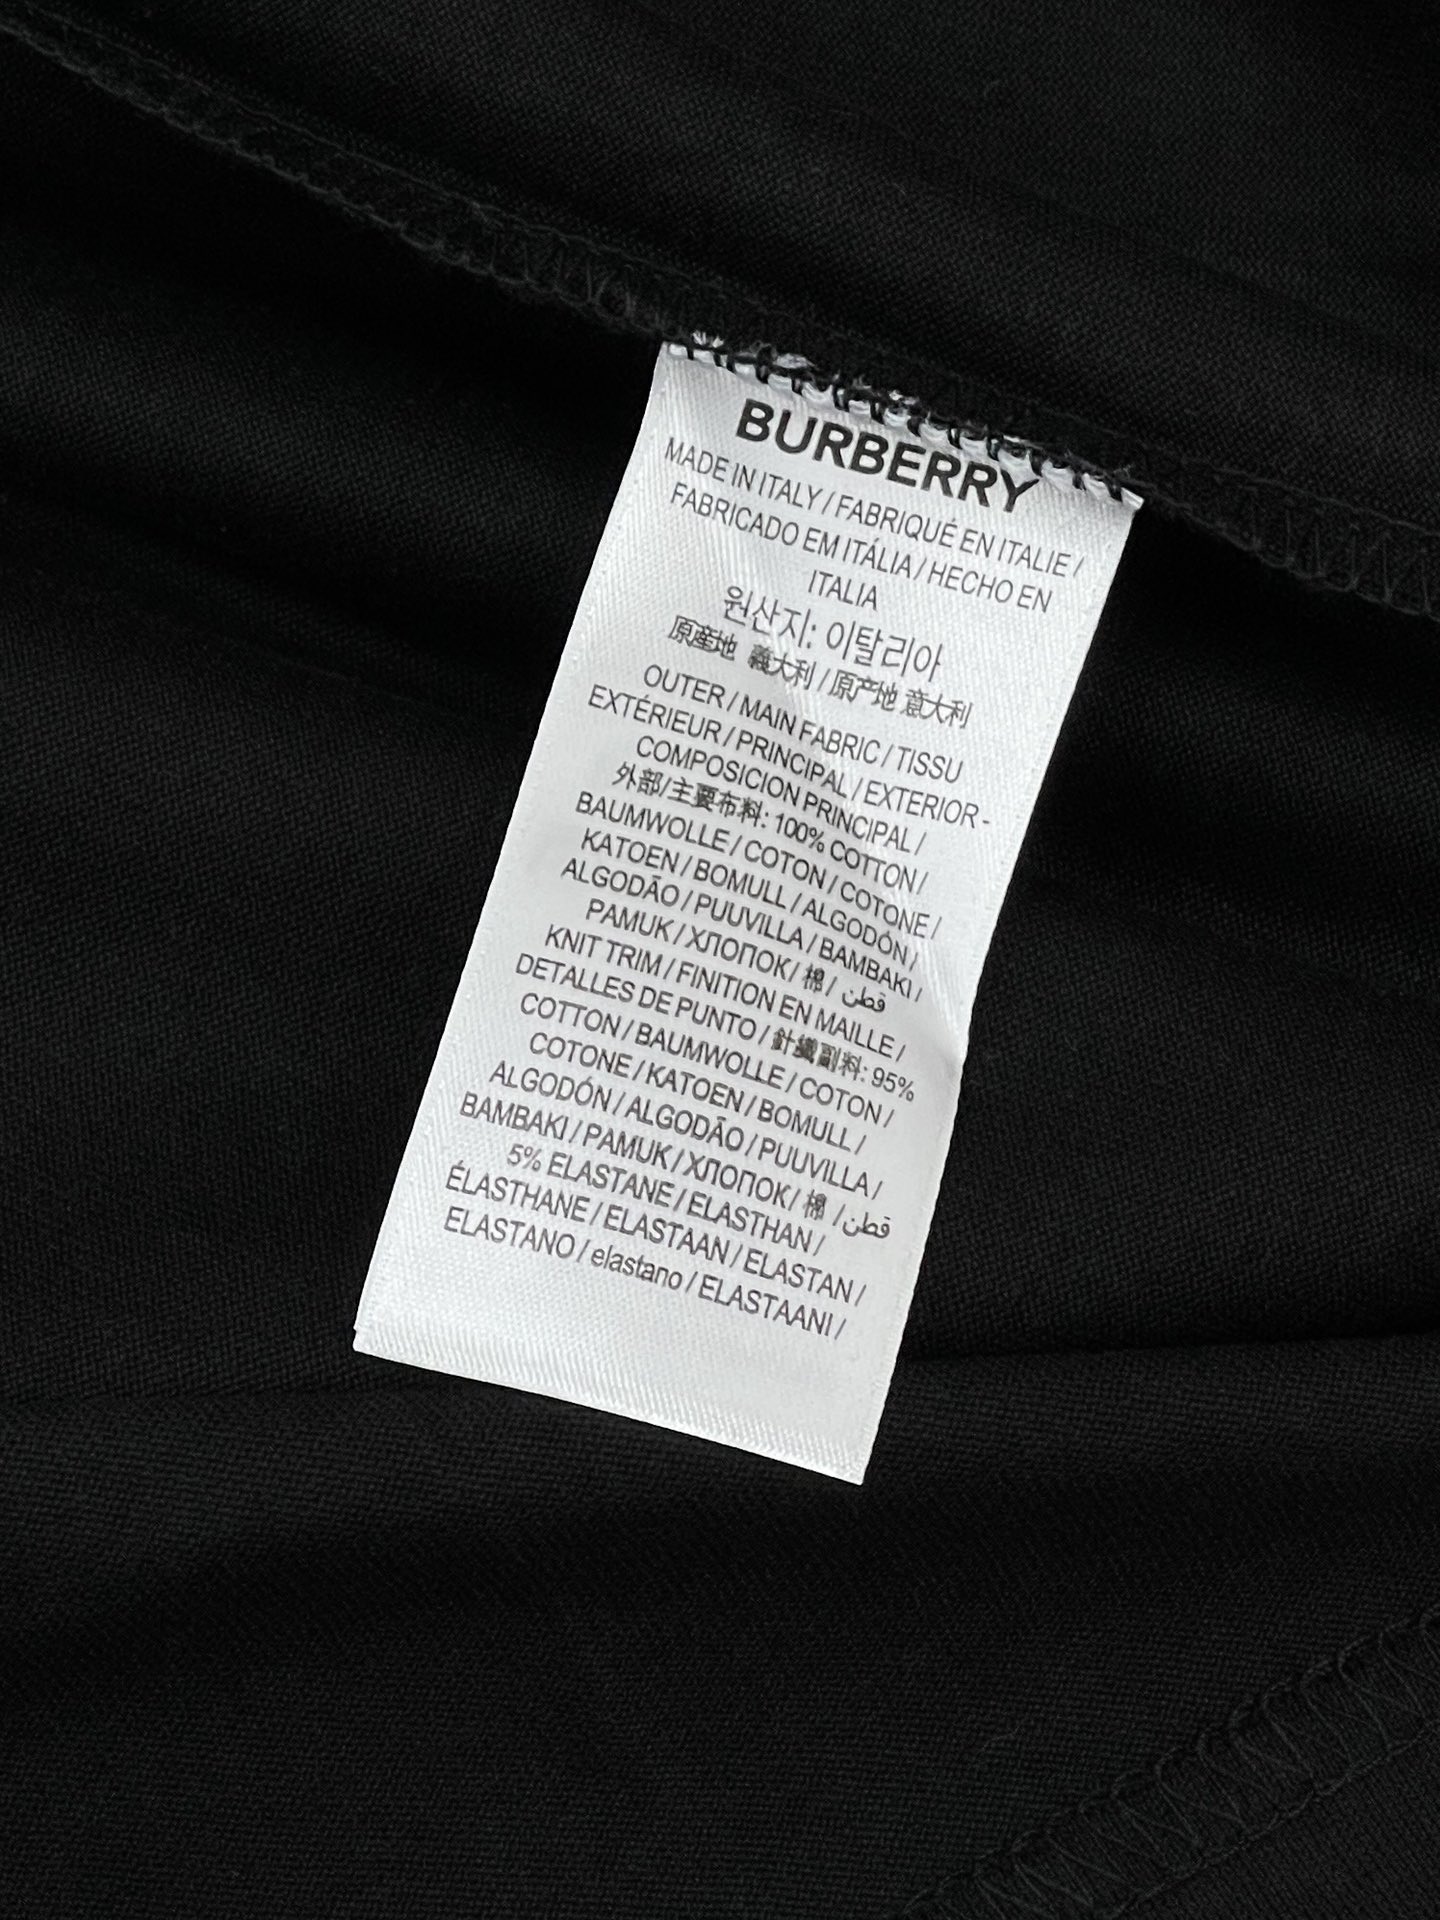 BURBERRY
MADE IN ITALY / FABRIQUÉ EN ITALIE /
FABRICADO EM ITÁLIA / HECHO EN
ITALIA
원산지: 이탈리아
原産地 義大利 / 原产地 意大利
OUTER / MAIN FABRIC / TISSU
EXTÉRIEUR / PRINCIPAL / EXTERIOR -
COMPOSICION PRINCIPAL /
外部/主要布料: 100% COTTON /
BAUMWOLLE / COTON / COTONE /
KATOEN / BOMULL / ALGODÓN /
ALGODÃO / PUUVILLA / BAMBAKI /
PAMUK / ХЛОПОК / 棉 / قطن
KNIT TRIM / FINITION EN MAILLE /
DETALLES DE PUNTO / 針織副料: 95%
COTTON / BAUMWOLLE / COTON /
COTONE / KATOEN / BOMULL /
ALGODÓN / ALGODÃO / PUUVILLA /
BAMBAKI / PAMUK / ХЛОПОК / 棉 / قطن
5% ELASTANE / ELASTHAN /
ÉLASTHANE / ELASTAAN / ELASTAN /
ELASTANO / elastano / ELASTAANI /